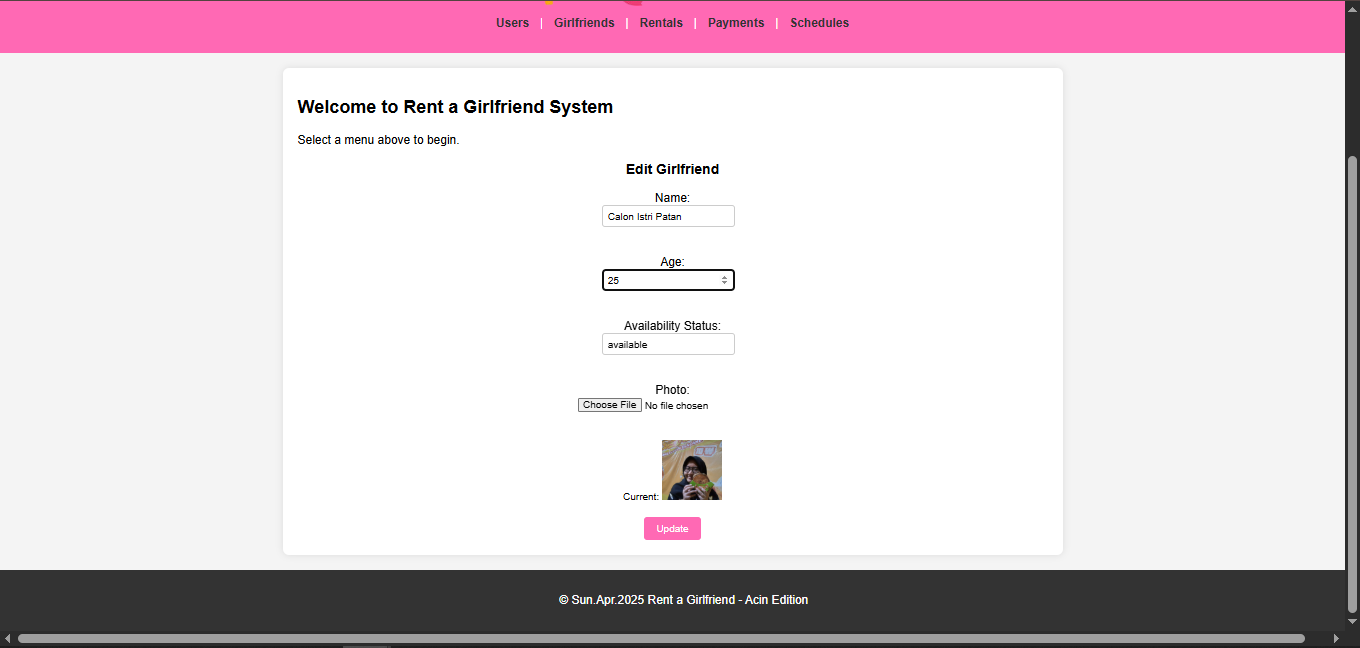 Users | Girlfriends | Rentals | Payments | Schedules
Welcome to Rent a Girlfriend System
Select a menu above to begin.
Edit Girlfriend
Name:
Calon Istri Patan
Age:
25
Availability Status:
available
Photo:
Choose File No file chosen
Current:
Update
© Sun.Apr.2025 Rent a Girlfriend - Acin Edition